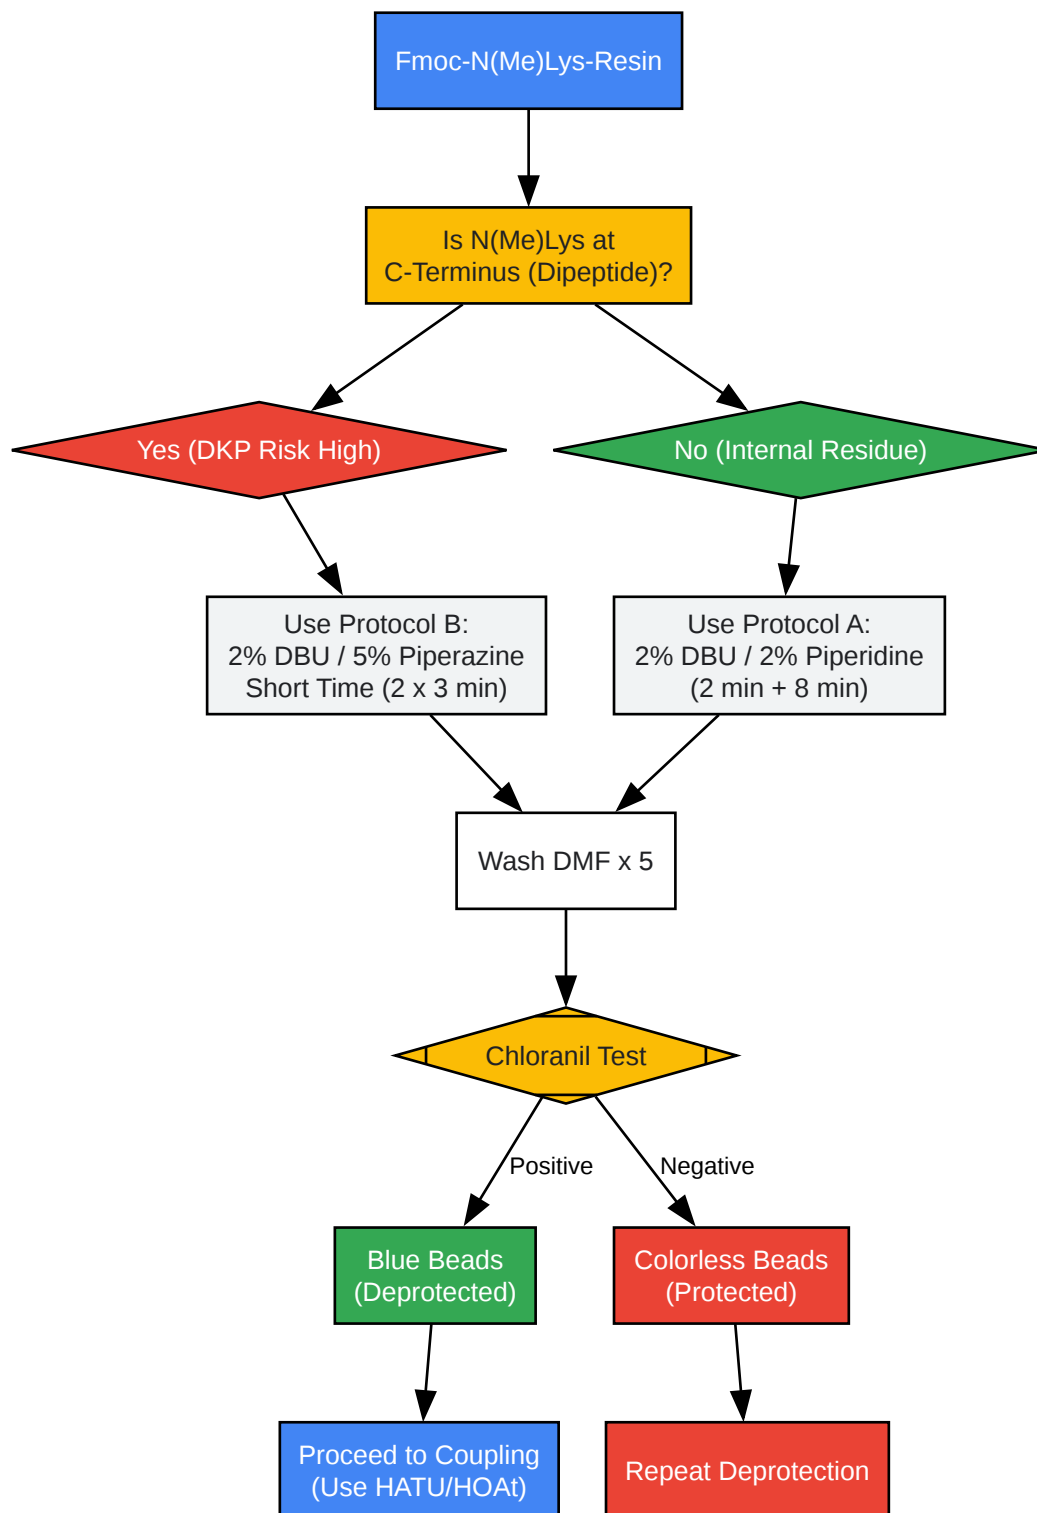 Fmoc-N(Me)Lys-Resin
Is N(Me)Lys at
C-Terminus (Dipeptide)?
Yes (DKP Risk High)
No (Internal Residue)
Use Protocol B:
2% DBU / 5% Piperazine
Short Time (2 x 3 min)
Use Protocol A:
2% DBU / 2% Piperidine
(2 min + 8 min)
Wash DMF x 5
Chloranil Test
Positive
Negative
Blue Beads
(Deprotected)
Colorless Beads
(Protected)
Proceed to Coupling
(Use HATU/HOAt)
Repeat Deprotection